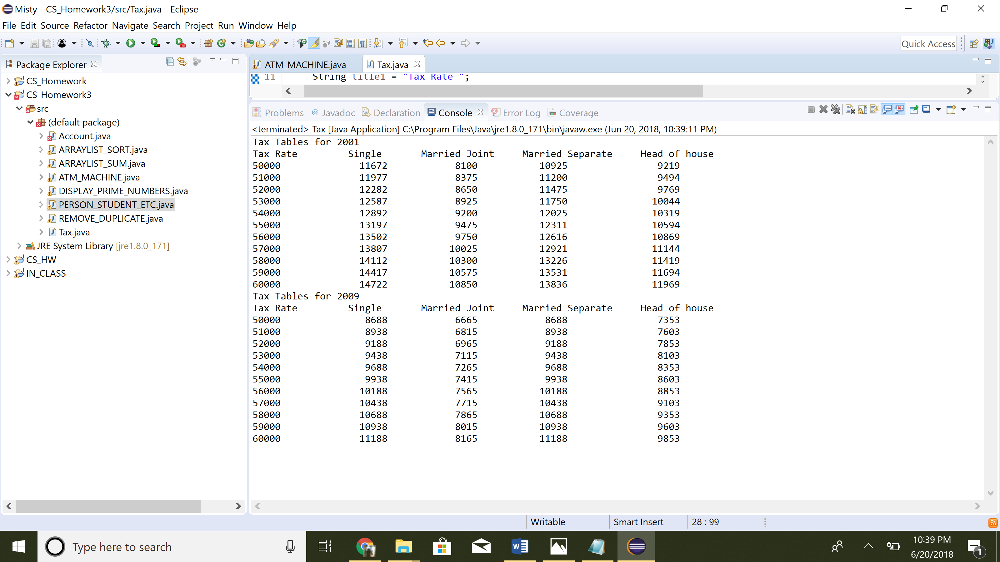 Misty - CS_Homework3/src/Tax.java - Eclipse
File Edit Source Refactor Navigate Search Project Run Window Help
Quick Access
Package Explorer
CS_Homework
CS_Homework3
src
(default package)
Account.java
ARRAYLIST_SORT.java
ARRAYLIST_SUM.java
ATM_MACHINE.java
DISPLAY_PRIME_NUMBERS.java
PERSON_STUDENT_ETC.java
REMOVE_DUPLICATE.java
Tax.java
JRE System Library [jre1.8.0_171]
CS_HW
IN_CLASS
ATM_MACHINE.java Tax.java
11 String title1 = "Tax Rate ";
Problems @ Javadoc Declaration Console Error Log Coverage
<terminated> Tax [Java Application] C:\Program Files\Java\jre1.8.0_171\bin\javaw.exe (Jun 20, 2018, 10:39:11 PM)
Tax Tables for 2001
Tax Rate Single Married Joint Married Separate Head of house
50000 11672 8100 10925 9219
51000 11977 8375 11200 9494
52000 12282 8650 11475 9769
53000 12587 8925 11750 10044
54000 12892 9200 12025 10319
55000 13197 9475 12311 10594
56000 13502 9750 12616 10869
57000 13807 10025 12921 11144
58000 14112 10300 13226 11419
59000 14417 10575 13531 11694
60000 14722 10850 13836 11969
Tax Tables for 2009
Tax Rate Single Married Joint Married Separate Head of house
50000 8688 6665 8688 7353
51000 8938 6815 8938 7603
52000 9188 6965 9188 7853
53000 9438 7115 9438 8103
54000 9688 7265 9688 8353
55000 9938 7415 9938 8603
56000 10188 7565 10188 8853
57000 10438 7715 10438 9103
58000 10688 7865 10688 9353
59000 10938 8015 10938 9603
60000 11188 8165 11188 9853
Writable Smart Insert 28 : 99
Type here to search
10:39 PM
6/20/2018
1